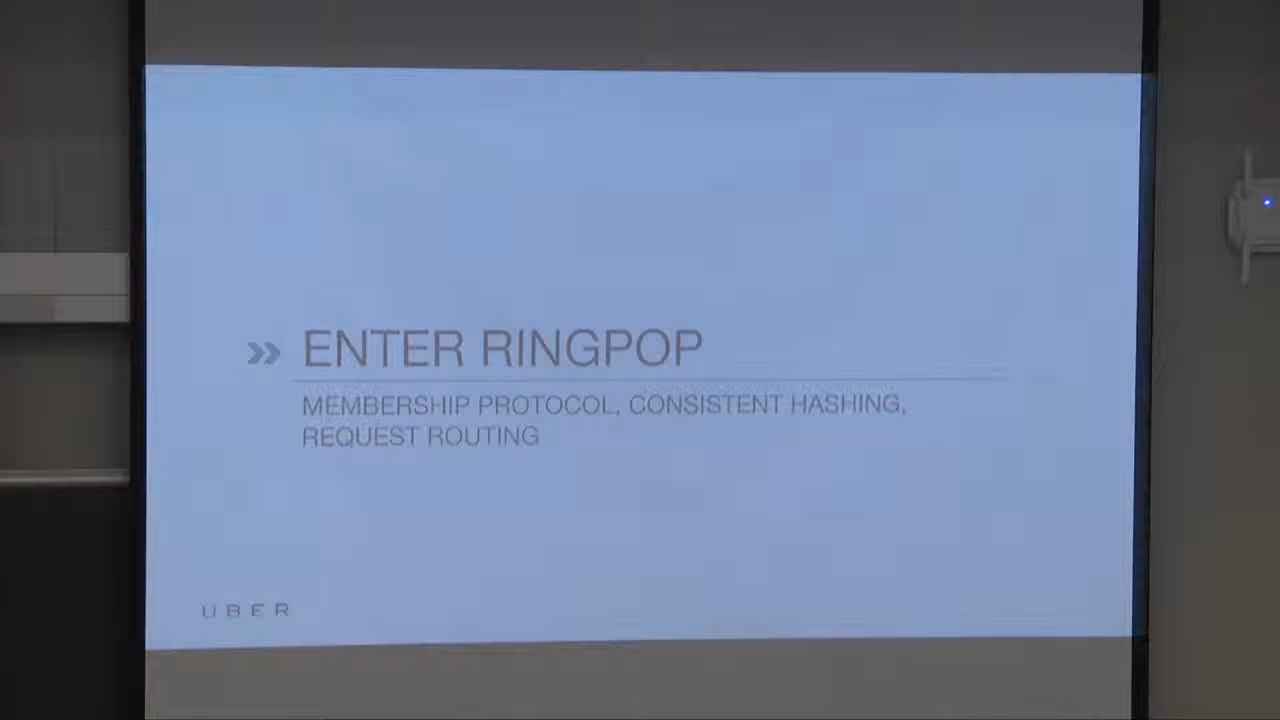 ENTER RINGPOP
MEMBERSHIP PROTOCOL, CONSISTENT HASHING,
REQUEST ROUTING
UBER